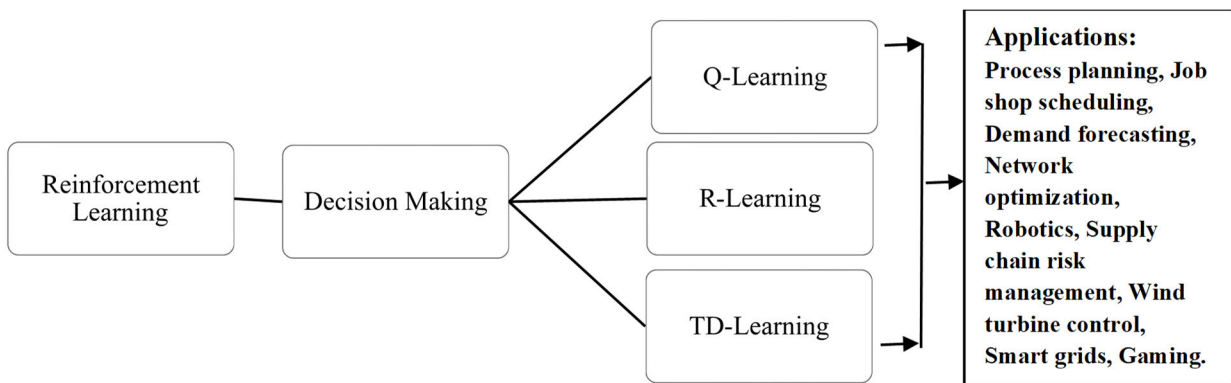 Reinforcement
Learning
Decision Making
Q-Learning
R-Learning
TD-Learning
Applications:
Process planning, Job
shop scheduling,
Demand forecasting,
Network
optimization,
Robotics, Supply
chain risk
management, Wind
turbine control,
Smart grids, Gaming.